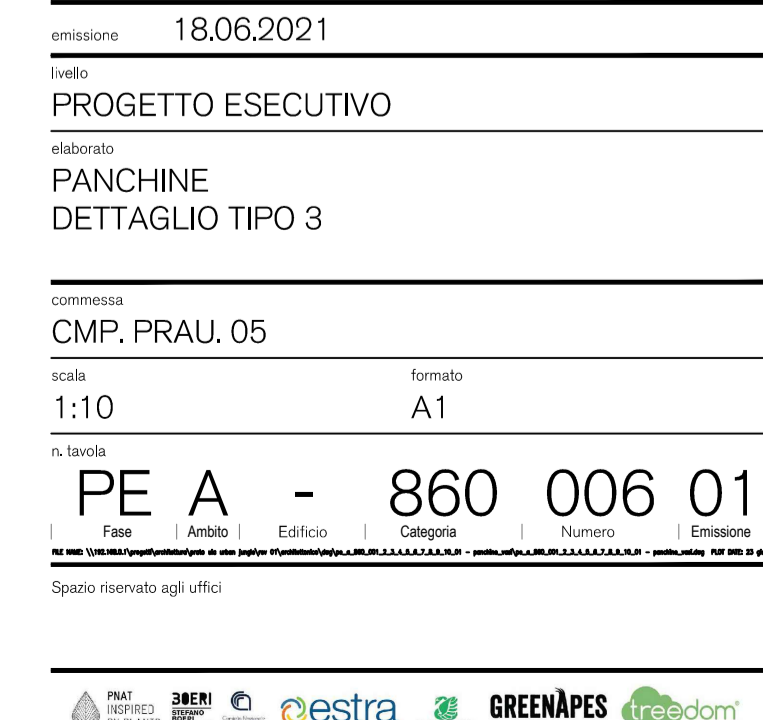 emissione 18.06.2021
livello
PROGETTO ESECUTIVO
elaborato
PANCHINE
DETTAGLIO TIPO 3
commessa
CMP. PRAU. 05
scala formato
1:10 A1
n. tavola
PE A - 860 006 01
Fase Ambito Edificio Categoria Numero Emissione
Spazio riservato agli uffici
PNAT
INSPIRED
BOERI
STEFANO
BOERI
estra
GREENAPES
treedom